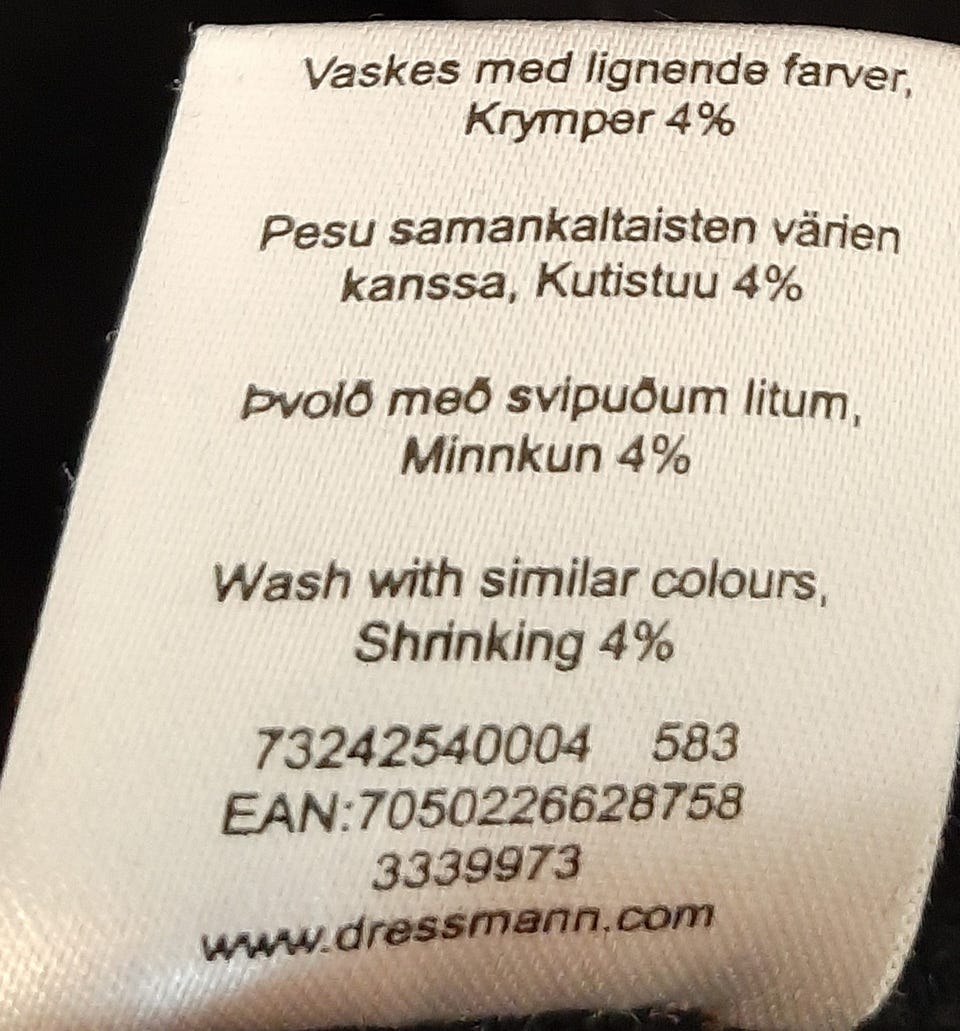 Vaskes med lignende farver,
Krymper 4%
Pesu samankaltaisten värien
kanssa, Kutistuu 4%
Þvolð með svipuðum litum,
Minnkun 4%
Wash with similar colours,
Shrinking 4%
73242540004 583
EAN:7050226628758
3339973
www.dressmann.com